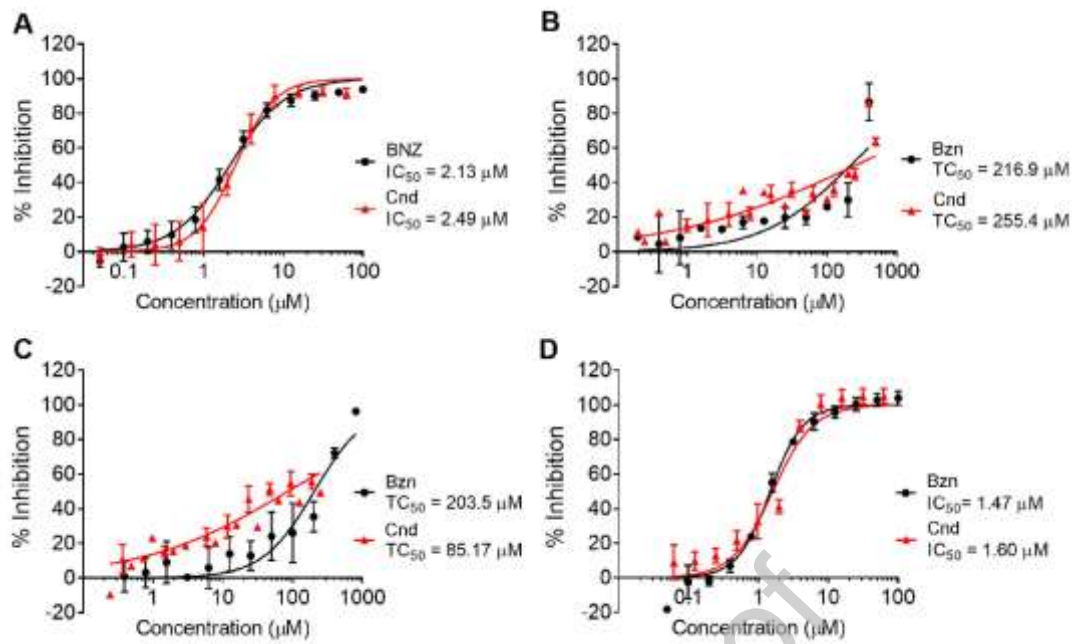 A
120
100
80
60
40
20
0
-20
% Inhibition
0.1 1 10 100
Concentration (μM)
BNZ
IC50 = 2.13 μM
Cnd
IC50 = 2.49 μM
B
120
100
80
60
40
20
0
-20
% Inhibition
1 10 100 1000
Concentration (μM)
Bzn
TC50 = 216.9 μM
Cnd
TC50 = 255.4 μM
C
120
100
80
60
40
20
0
-20
% Inhibition
1 10 100 1000
Concentration (μM)
Bzn
TC50 = 203.5 μM
Cnd
TC50 = 85.17 μM
D
120
100
80
60
40
20
0
-20
% Inhibition
0.1 1 10 100
Concentration (μM)
Bzn
IC50= 1.47 μM
Cnd
IC50 = 1.60 μM